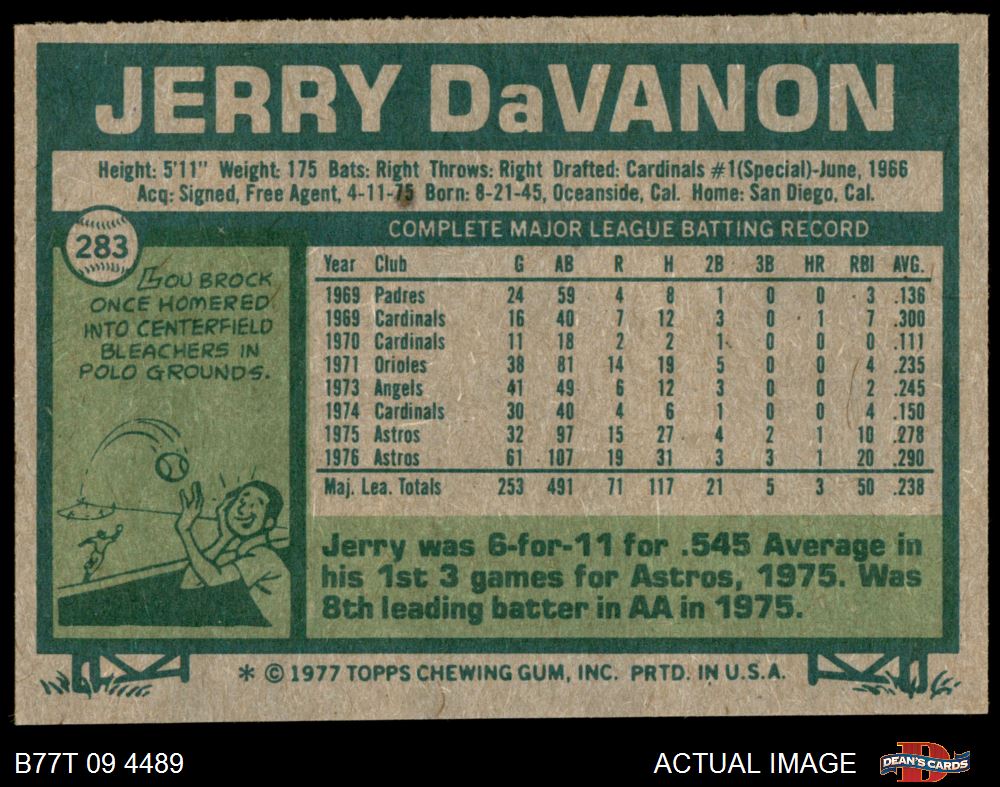 JERRY DaVANON
Height: 5'11" Weight: 175 Bats: Right Throws: Right Drafted: Cardinals #1(Special)-June, 1966
Acq: Signed, Free Agent, 4-11-75 Born: 8-21-45, Oceanside, Cal. Home: San Diego, Cal.
283
LOU BROCK
ONCE HOMERED
INTO CENTERFIELD
BLEACHERS IN
POLO GROUNDS.
COMPLETE MAJOR LEAGUE BATTING RECORD
Year Club G AB R H 2B 3B HR RBI AVG.
1969 Padres 24 59 4 8 1 0 0 3 .136
1969 Cardinals 16 40 7 12 3 0 1 7 .300
1970 Cardinals 11 18 2 2 1 0 0 0 .111
1971 Orioles 38 81 14 19 5 0 0 4 .235
1973 Angels 41 49 6 12 3 0 0 2 .245
1974 Cardinals 30 40 4 6 1 0 0 4 .150
1975 Astros 32 97 15 27 4 2 1 10 .278
1976 Astros 61 107 19 31 3 3 1 20 .290
Maj. Lea. Totals 253 491 71 117 21 5 3 50 .238
Jerry was 6-for-11 for .545 Average in
his 1st 3 games for Astros, 1975. Was
8th leading batter in AA in 1975.
* © 1977 TOPPS CHEWING GUM, INC. PRTD. IN U.S.A.
B77T 09 4489
ACTUAL IMAGE
D
DEAN'S CARDS